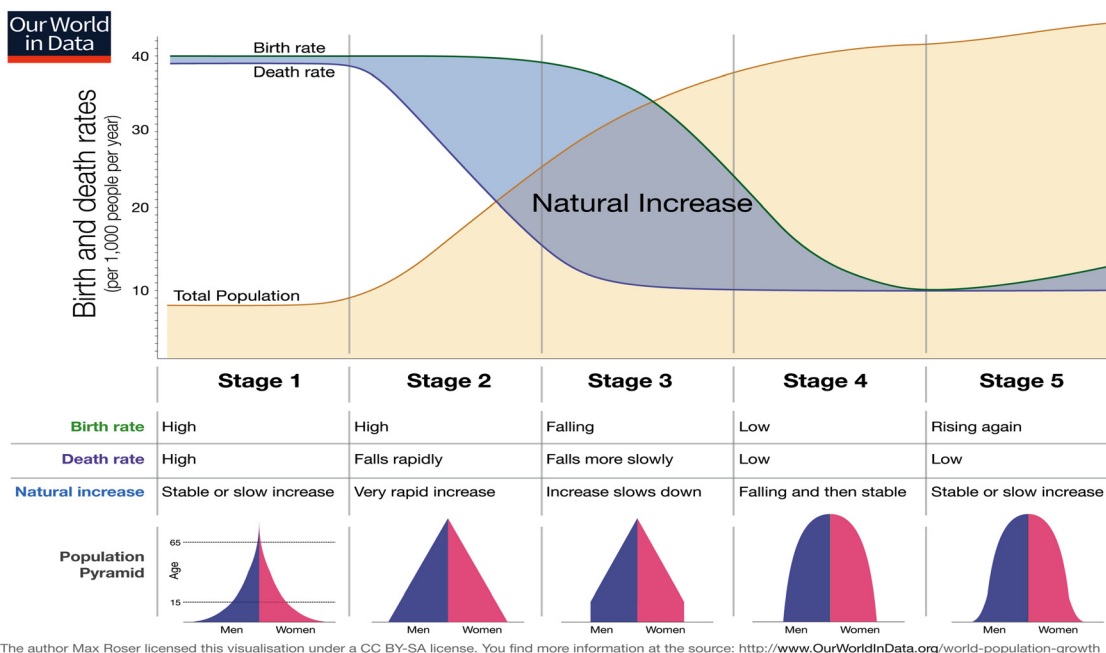 Our World
in Data
Birth and death rates
(per 1,000 people per year)
40
30
20
10
Birth rate
Death rate
Natural Increase
Total Population
Stage 1
Stage 2
Stage 3
Stage 4
Stage 5
Birth rate
High
High
Falling
Low
Rising again
Death rate
High
Falls rapidly
Falls more slowly
Low
Low
Natural increase
Stable or slow increase
Very rapid increase
Increase slows down
Falling and then stable
Stable or slow increase
Population
Pyramid
Age
65
15
Men
Women
Men
Women
Men
Women
Men
Women
Men
Women
The author Max Roser licensed this visualisation under a CC BY-SA license. You find more information at the source: http://www.OurWorldInData.org/world-population-growth